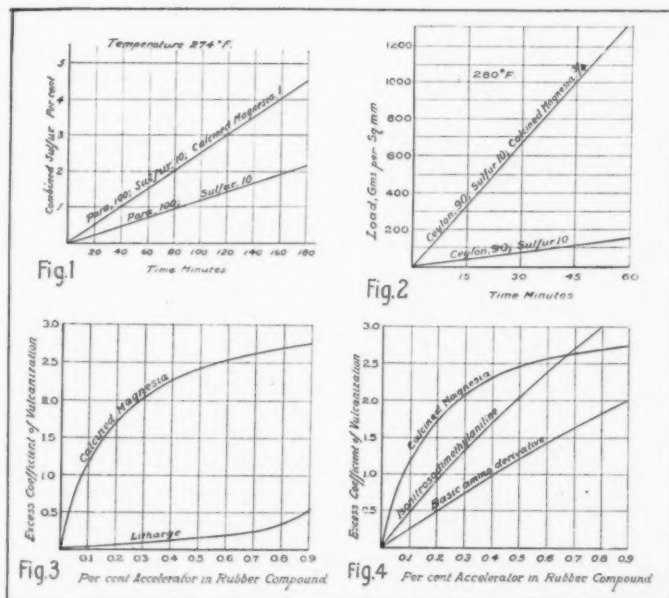 Temperature 274°F.
Combined Sulfur Per cent
5
4
3
2
1
Para, 100; Sulfur, 10; Calcined Magnesia 1
Para, 100; Sulfur 10
20 40 60 80 100 120 140 160 180
Time Minutes
Fig.1
280°F.
Load, Gms per Sq mm
1200
1000
800
600
400
200
Ceylon, 90; Sulfur 10; Calcined Magnesia
Ceylon, 90; Sulfur 10
15 30 45 60
Time Minutes
Fig.2
Excess Coefficient of Vulcanization
3.0
2.5
2.0
1.5
1.0
0.5
Calcined Magnesia
Litharge
0.1 0.2 0.3 0.4 0.5 0.6 0.7 0.8 0.9
Fig.3 Per cent Accelerator in Rubber Compound
Excess Coefficient of Vulcanization
3.0
2.5
2.0
1.5
1.0
0.5
Calcined Magnesia
Basic amino derivative
0.1 0.2 0.3 0.4 0.5 0.6 0.7 0.8 0.9
Fig.4 Per cent Accelerator in Rubber Compound